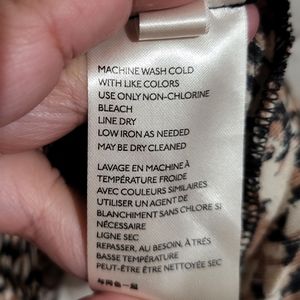 MACHINE WASH COLD
WITH LIKE COLORS
USE ONLY NON-CHLORINE
BLEACH
LINE DRY
LOW IRON AS NEEDED
MAY BE DRY CLEANED
LAVAGE EN MACHINE À
TEMPÉRATURE FROIDE
AVEC COULEURS SIMILAIRES
UTILISER UN AGENT DE
BLANCHIMENT SANS CHLORE SI
NÉCESSAIRE
LIGNE SEC
REPASSER, AU BESOIN, À TRÉS
BASSE TEMPÉRATURE
PEUT-ÊTRE ÊTRE NETTOYÉE SEC